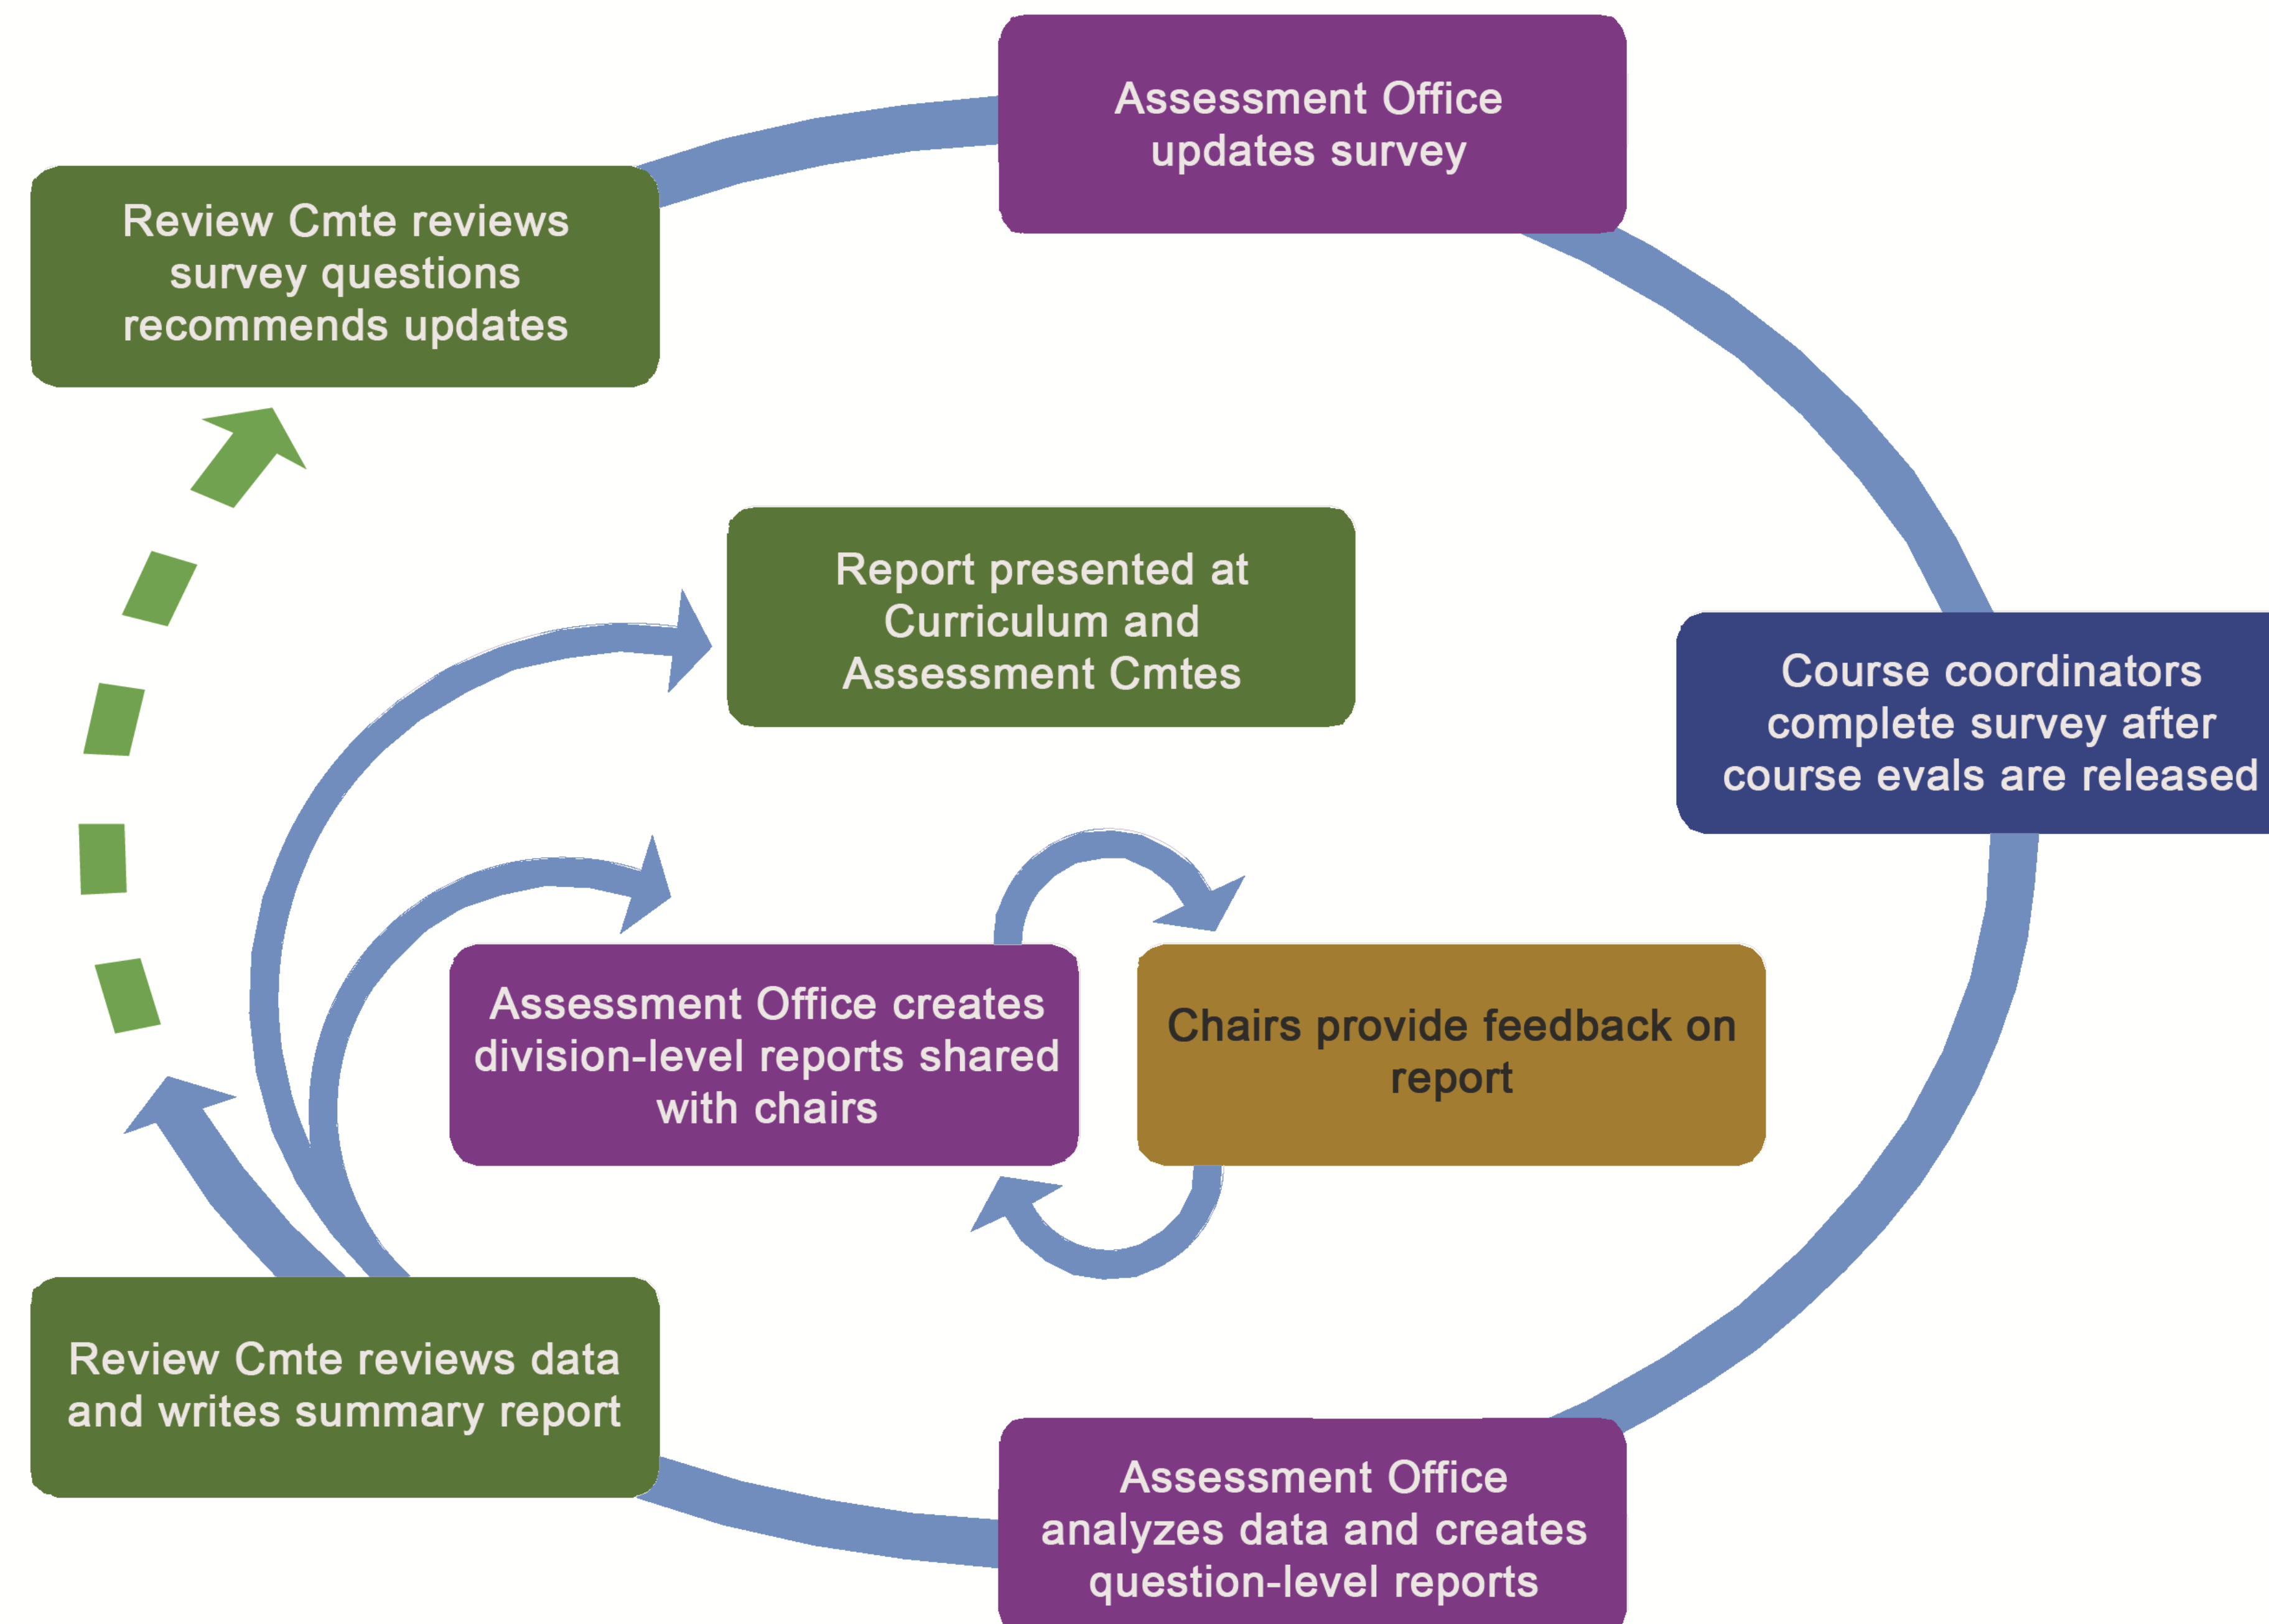 Assessment Office
updates survey
Review Cmte reviews
survey questions
recommends updates
Report presented at
Curriculum and
Assessment Cmtes
Course coordinators
complete survey after
course evals are released
Assessment Office creates
division-level reports shared
with chairs
Chairs provide feedback on
report
Review Cmte reviews data
and writes summary report
Assessment Office
analyzes data and creates
question-level reports